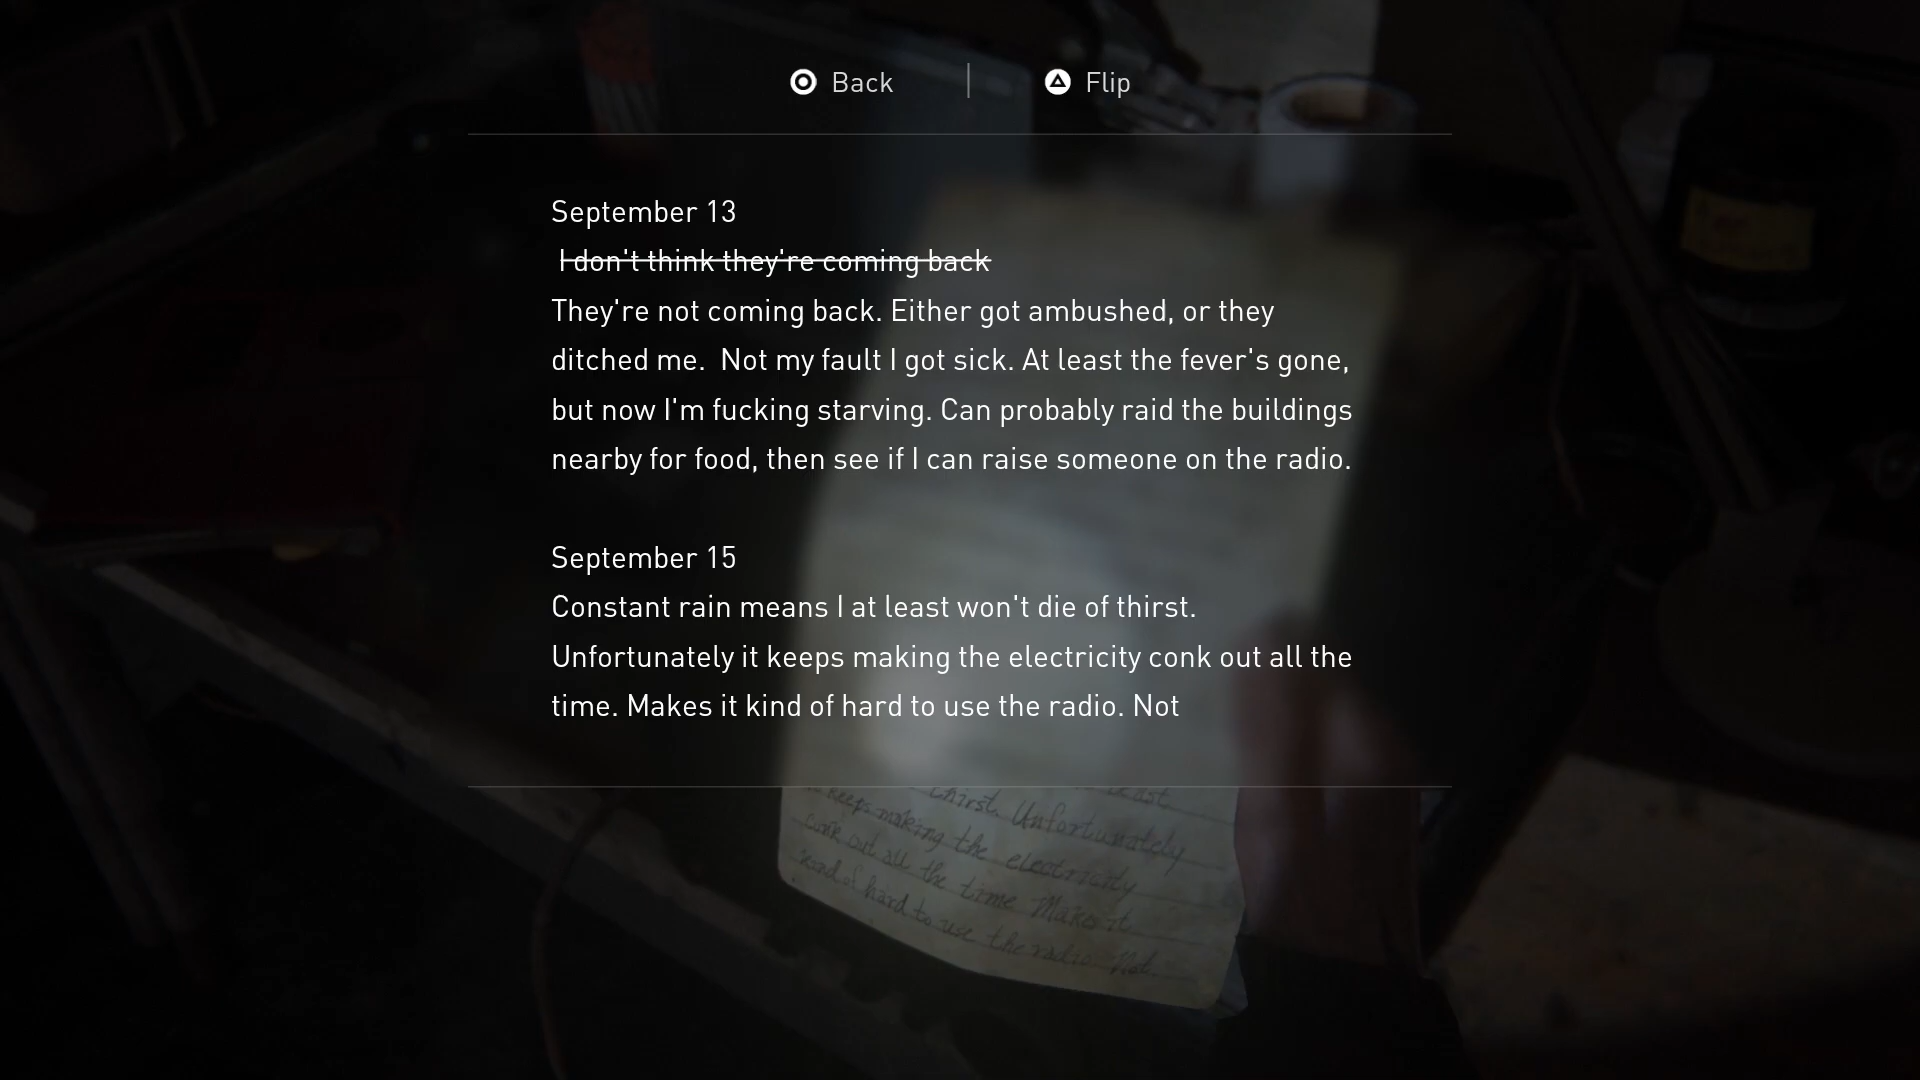 Back | Flip
September 13
I don't think they're coming back
They're not coming back. Either got ambushed, or they
ditched me.  Not my fault I got sick. At least the fever's gone,
but now I'm fucking starving. Can probably raid the buildings
nearby for food, then see if I can raise someone on the radio.
September 15
Constant rain means I at least won't die of thirst.
Unfortunately it keeps making the electricity conk out all the
time. Makes it kind of hard to use the radio. Not
thirst. Unfortunately
keeps making the electricity
conk out all the time. Makes it
kind of hard to use the radio. Not